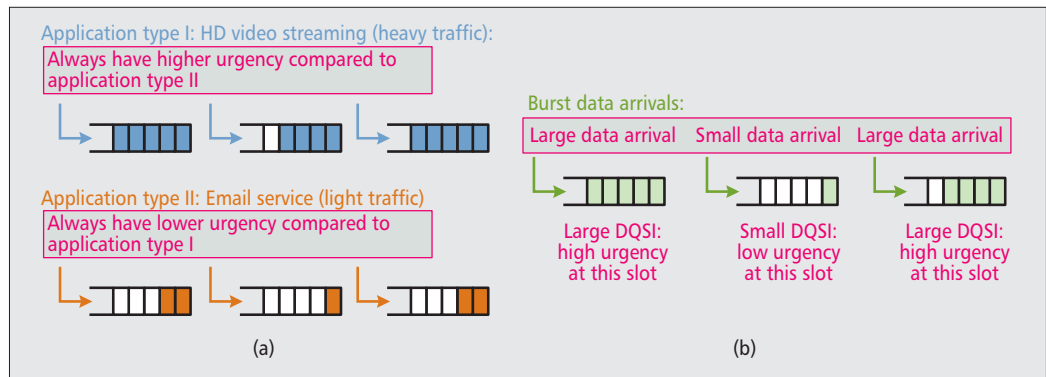 Application type I: HD video streaming (heavy traffic):
Always have higher urgency compared to
application type II
Application type II: Email service (light traffic)
Always have lower urgency compared to
application type I
(a)
Burst data arrivals:
Large data arrival
Small data arrival
Large data arrival
Large DQSI:
high urgency
at this slot
Small DQSI:
low urgency
at this slot
Large DQSI:
high urgency
at this slot
(b)